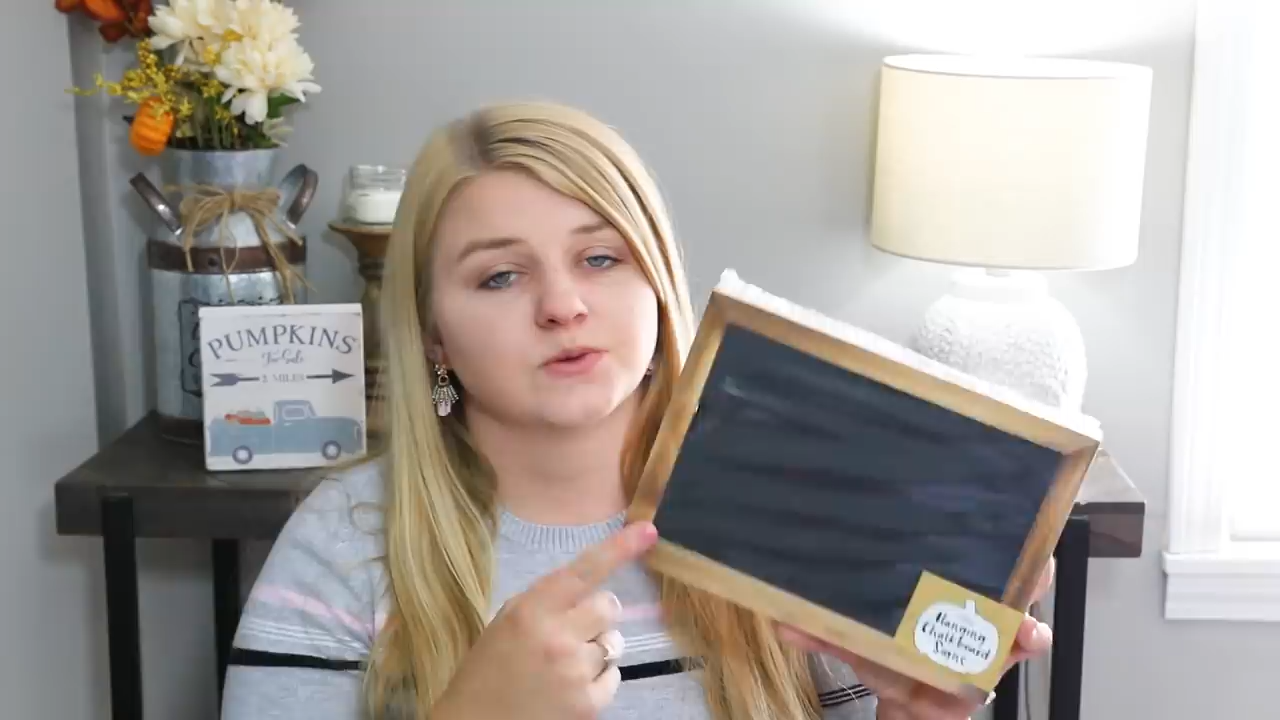 PUMPKINS
For Sale
2 MILES
Hanging
Chalkboard
Signs